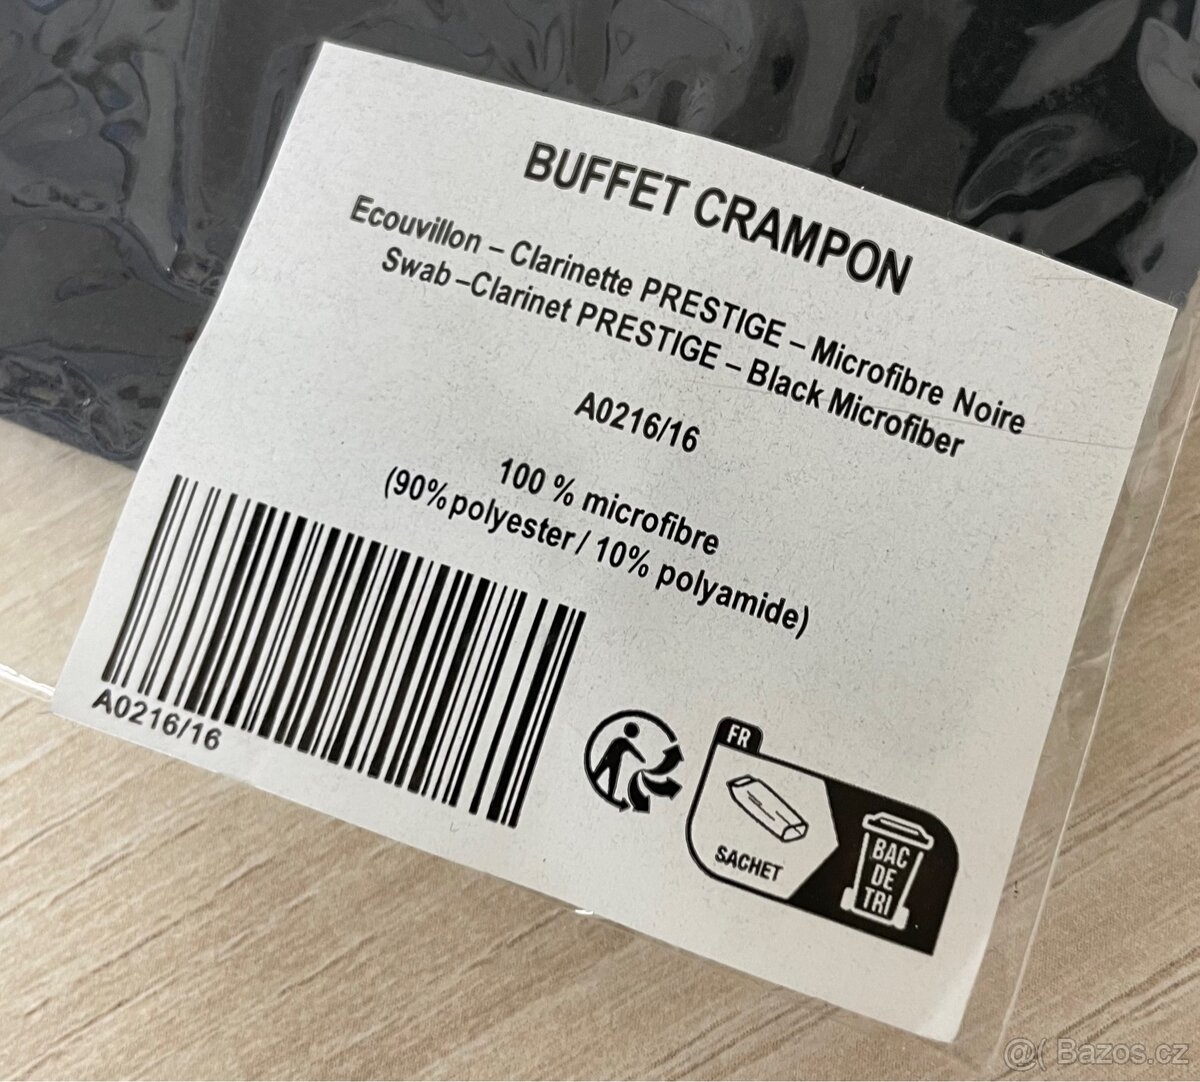 BUFFET CRAMPON
Ecouvillon – Clarinette PRESTIGE – Microfibre Noire
Swab –Clarinet PRESTIGE – Black Microfiber
A0216/16
100 % microfibre
(90% polyester / 10% polyamide)
A0216/16
FR
SACHET
BAC
DE
TRI
@( Bazos.cz